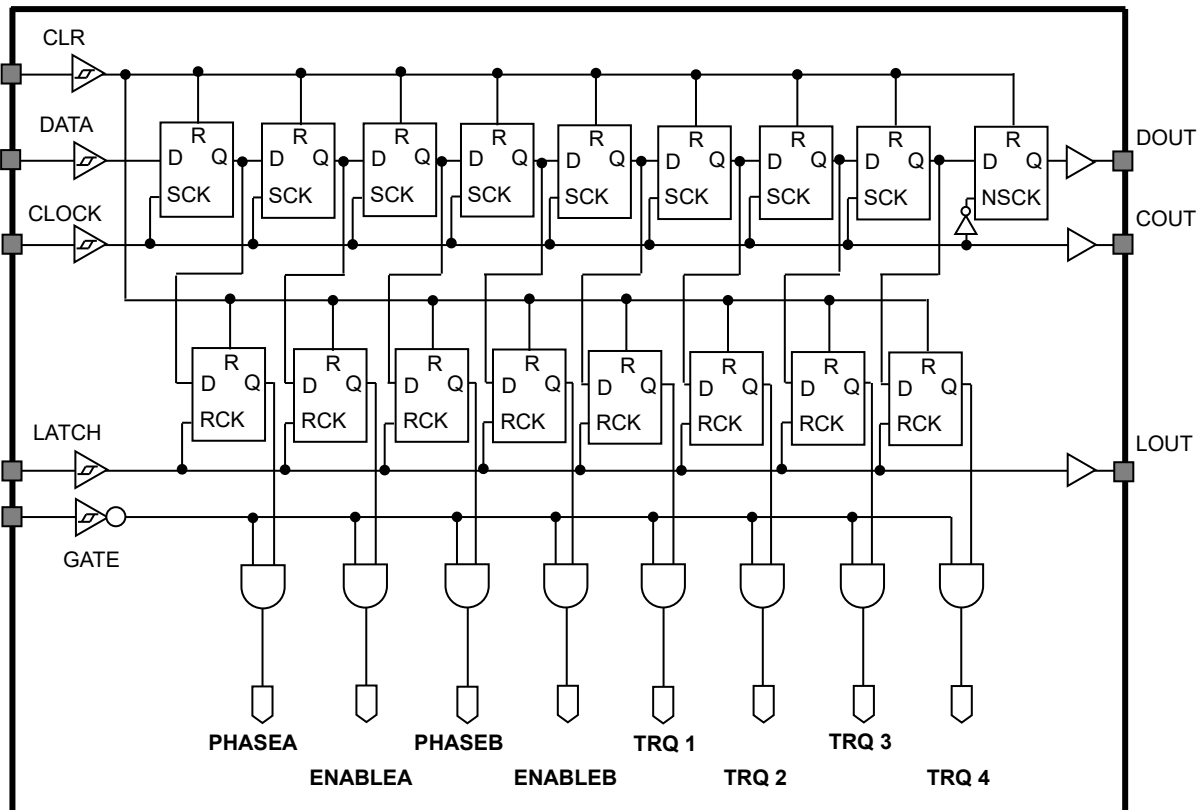 CLR
R R R R R R R R R
DATA
D Q D Q D Q D Q D Q D Q D Q D Q D Q
DOUT
SCK SCK SCK SCK SCK SCK SCK SCK NSCK
CLOCK
COUT
R R R R R R R R
D Q D Q D Q D Q D Q D Q D Q D Q
RCK RCK RCK RCK RCK RCK RCK RCK
LATCH
LOUT
GATE
PHASEA PHASEB TRQ 1 TRQ 3
ENABLEA ENABLEB TRQ 2 TRQ 4